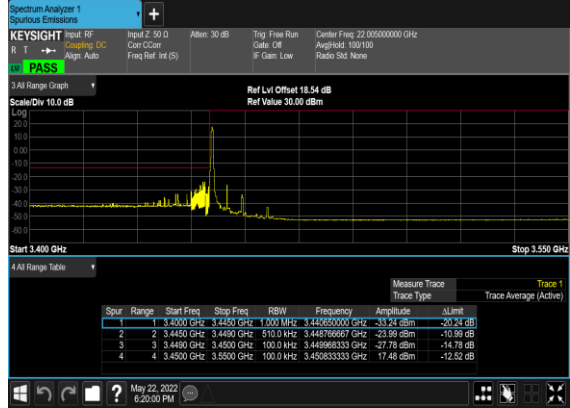 Spectrum Analyzer 1
Spurious Emissions
KEYSIGHT Input: RF Input Z: 50 Ω Atten: 30 dB Trig: Free Run Center Freq: 22.005000000 GHz
R T Coupling: DC Corr CCorr Gate: Off Avg|Hold: 100/100
Align: Auto Freq Ref: Int (S) IF Gain: Low Radio Std: None
PASS
3 All Range Graph
Ref Lvl Offset 18.54 dB
Scale/Div 10.0 dB Ref Value 30.00 dBm
Log
20.0
10.0
0.00
-10.0
-20.0
-30.0
-40.0
-50.0
-60.0
Start 3.400 GHz Stop 3.550 GHz
4 All Range Table
Measure Trace Trace 1
Trace Type Trace Average (Active)
Spur Range Start Freq Stop Freq RBW Frequency Amplitude ΔLimit
1 1 3.4000 GHz 3.4450 GHz 1.000 MHz 3.440650000 GHz -33.24 dBm -20.24 dB
2 2 3.4450 GHz 3.4490 GHz 510.0 kHz 3.448766667 GHz -23.99 dBm -10.99 dB
3 3 3.4490 GHz 3.4500 GHz 100.0 kHz 3.449968333 GHz -27.78 dBm -14.78 dB
4 4 3.4500 GHz 3.5500 GHz 100.0 kHz 3.450833333 GHz 17.48 dBm -12.52 dB
May 22, 2022
6:20:00 PM